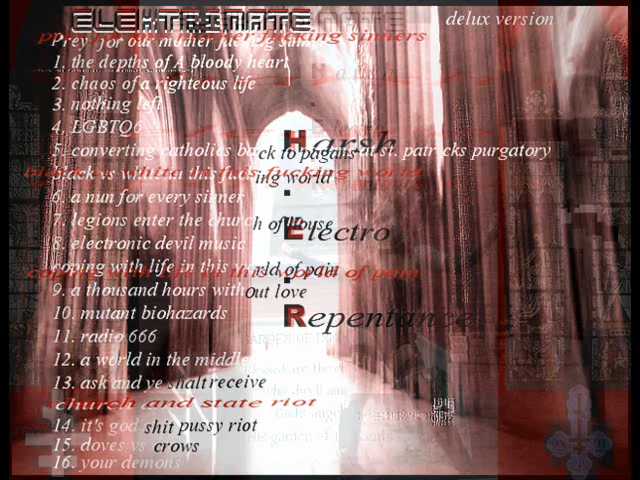 ELEXTRIMATE
delux version
Prey for our mother fucking sinners
1. the depths of A bloody heart
2. chaos of a righteous life
3. nothing left
4. LGBTQ6
5. converting catholics back to pagans at st. patricks purgatory
black vs white in this fucking world
6. a nun for every sinner
7. legions enter the church of house
8. electronic devil music
coping with life in this world of pain
9. a thousand hours without love
10. mutant biohazards
11. radio 666
12. a world in the middle
13. ask and ye shalt receive
church and state riot
14. it's god shit pussy riot
15. doves vs crows
16. your demons
Harsh
Electro
Repentance